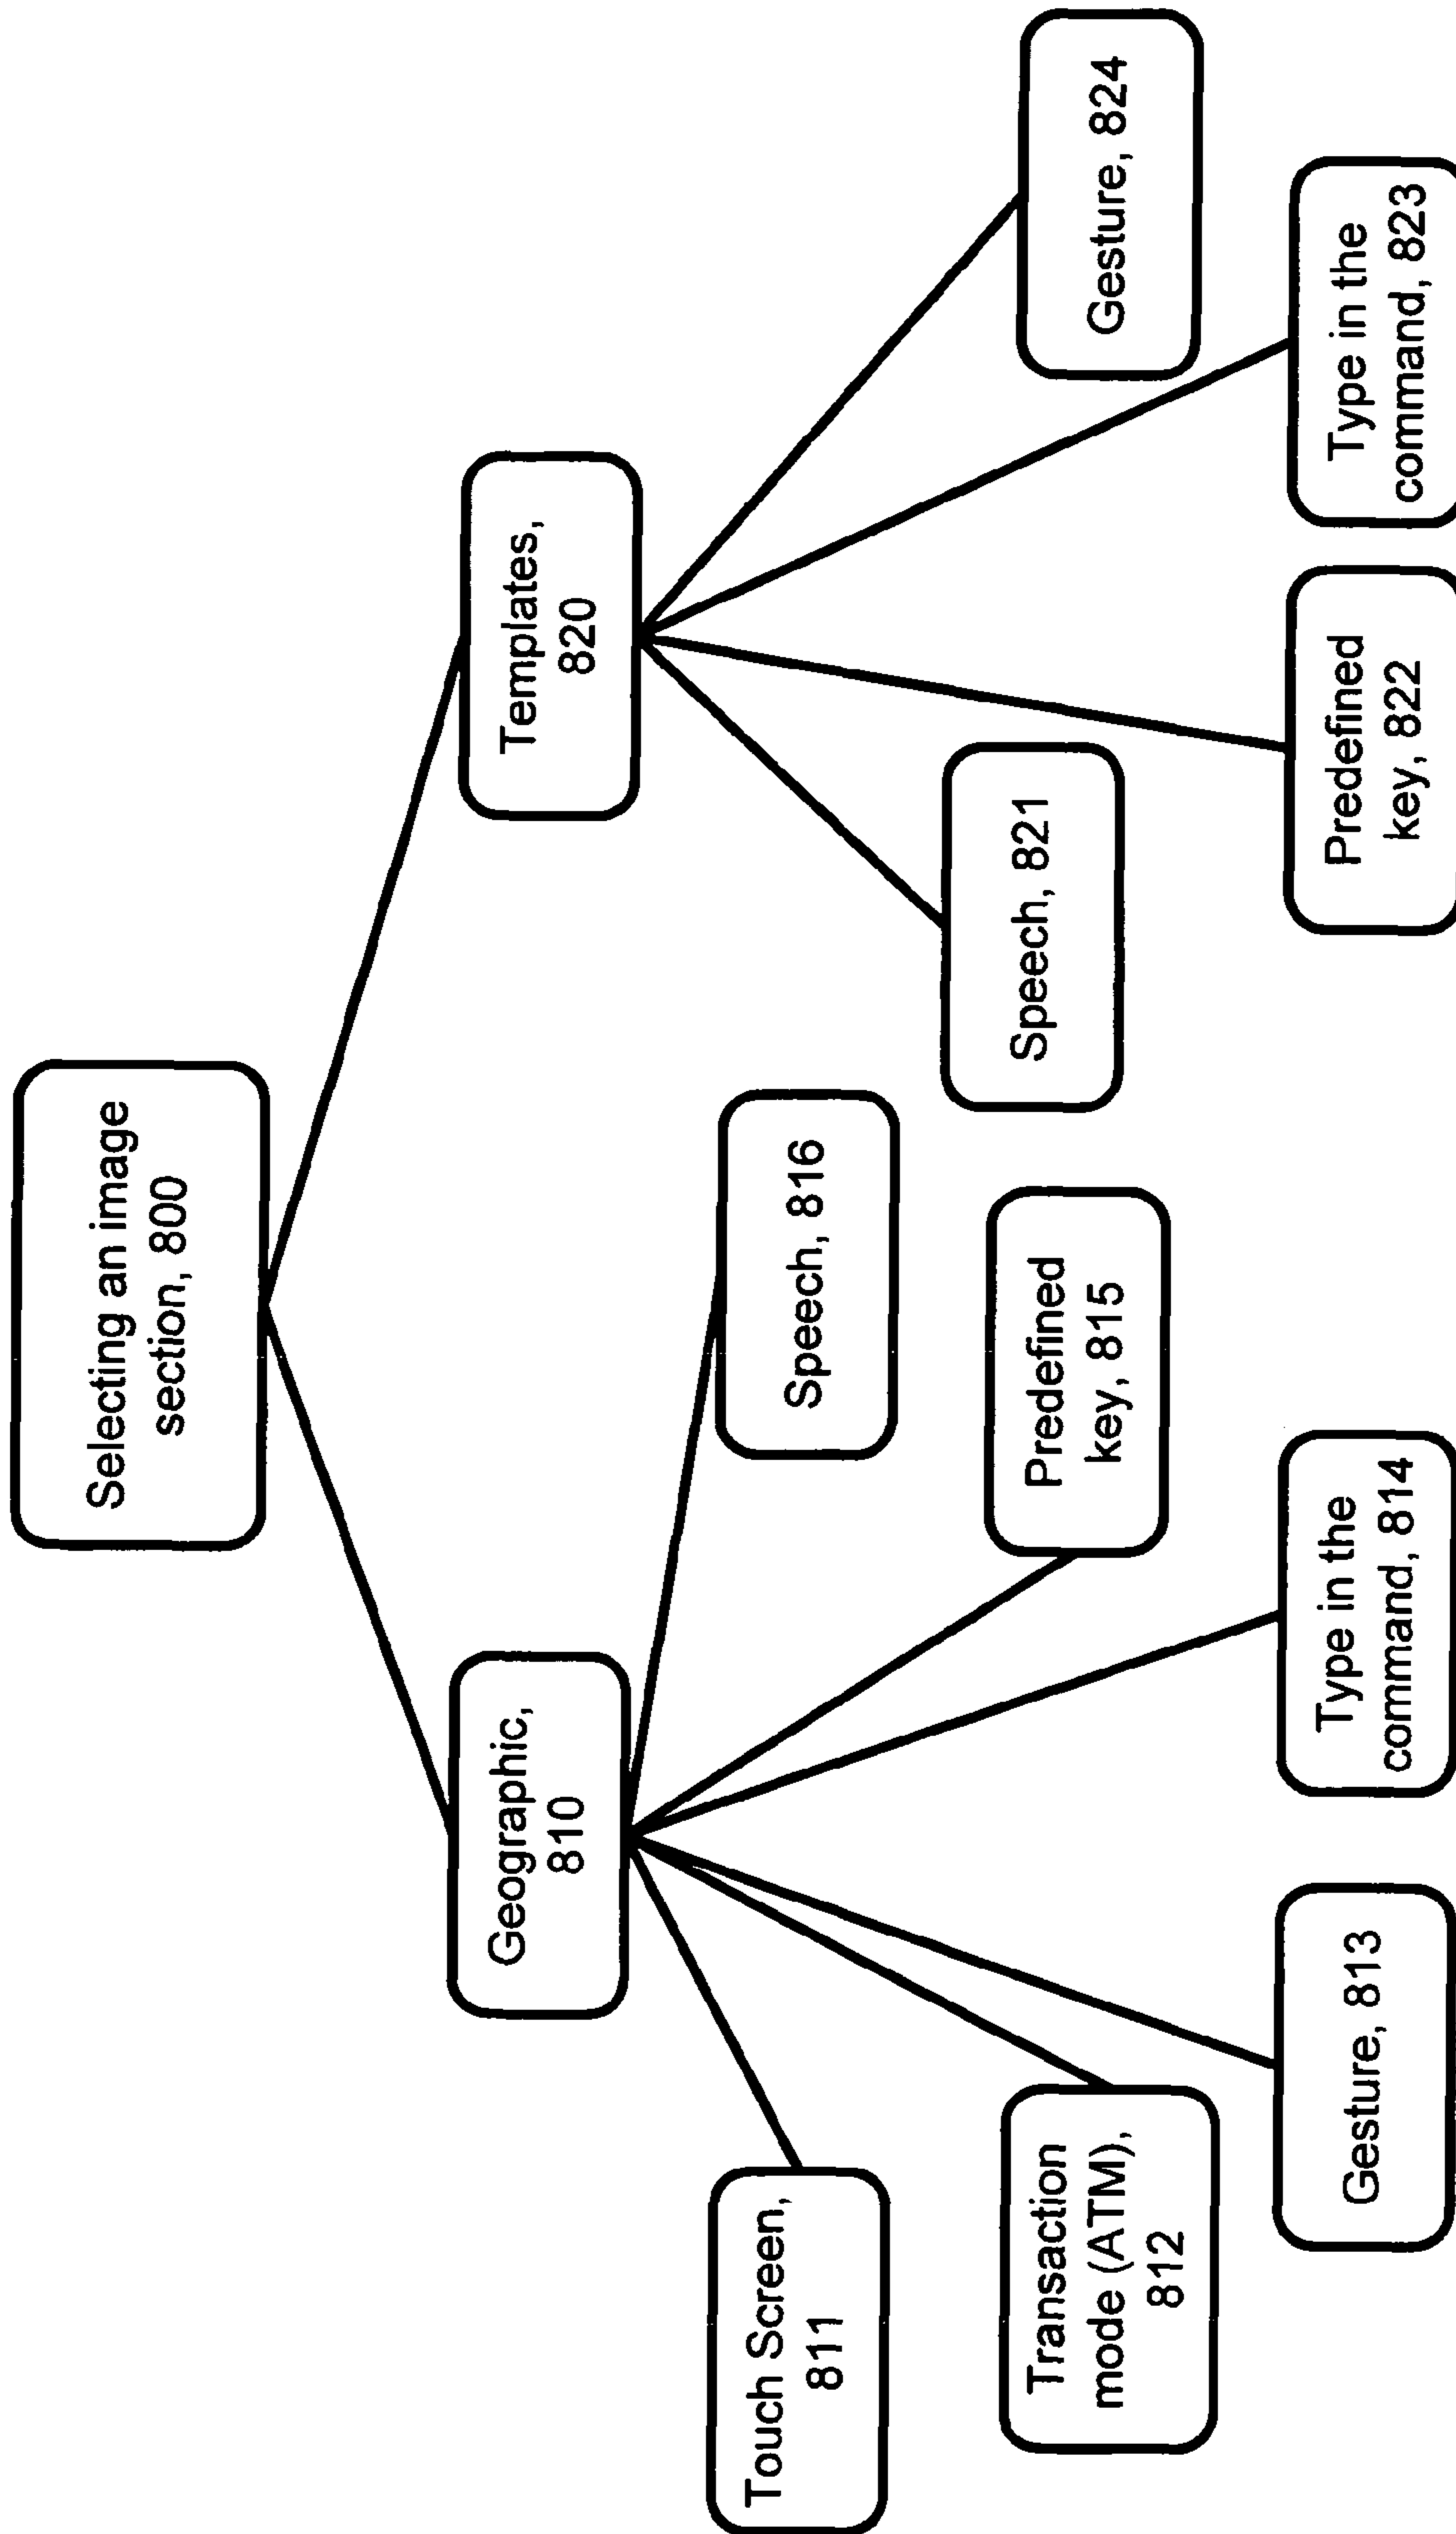 Selecting an image
section, 800
Geographic,
810
Templates,
820
Touch Screen,
811
Transaction
mode (ATM),
812
Gesture, 813
Type in the
command, 814
Predefined
key, 815
Speech, 816
Speech, 821
Predefined
key, 822
Type in the
command, 823
Gesture, 824